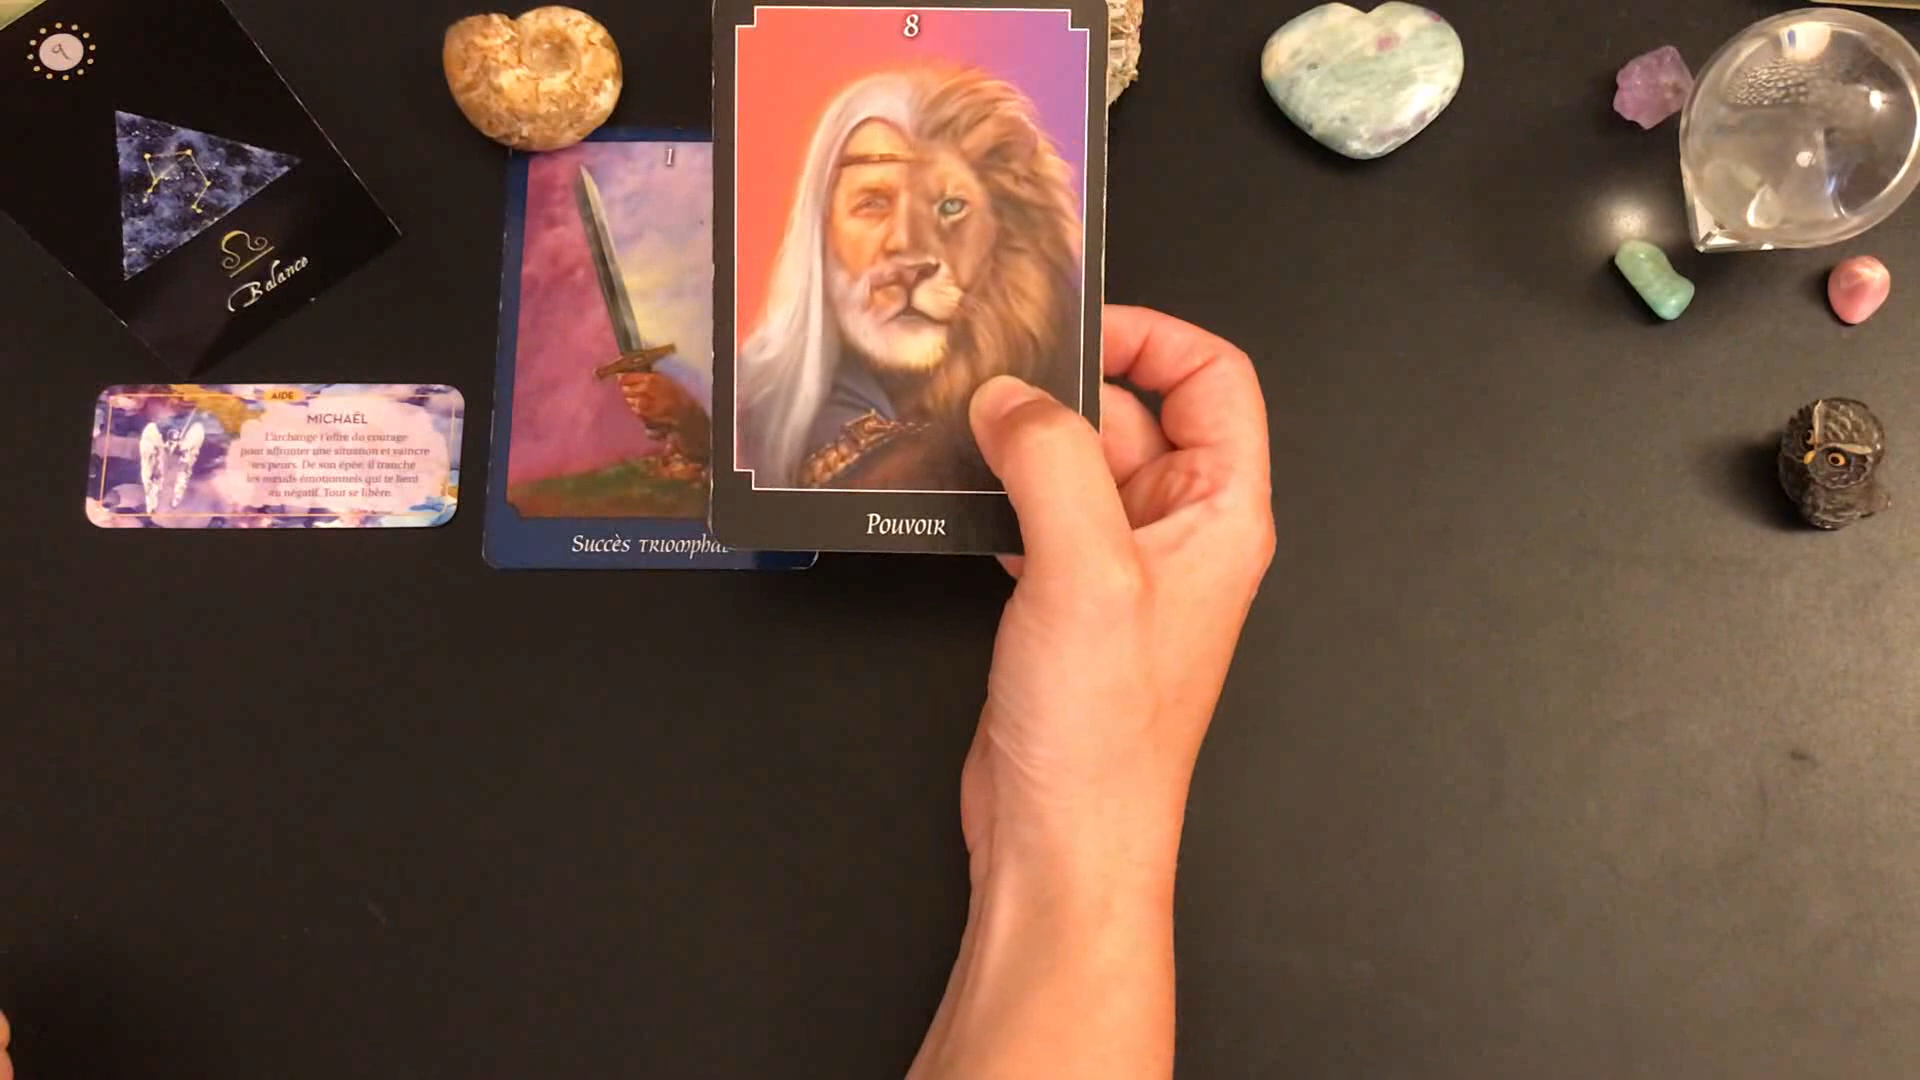 9
Balance
AIDE
MICHAËL
L'archange t'offre du courage
pour affronter une situation et vaincre
tes peurs. De son épée, il tranche
les nœuds émotionnels qui te lient
au négatif. Tout se libère.
1
Succès triomphal
8
Pouvoir